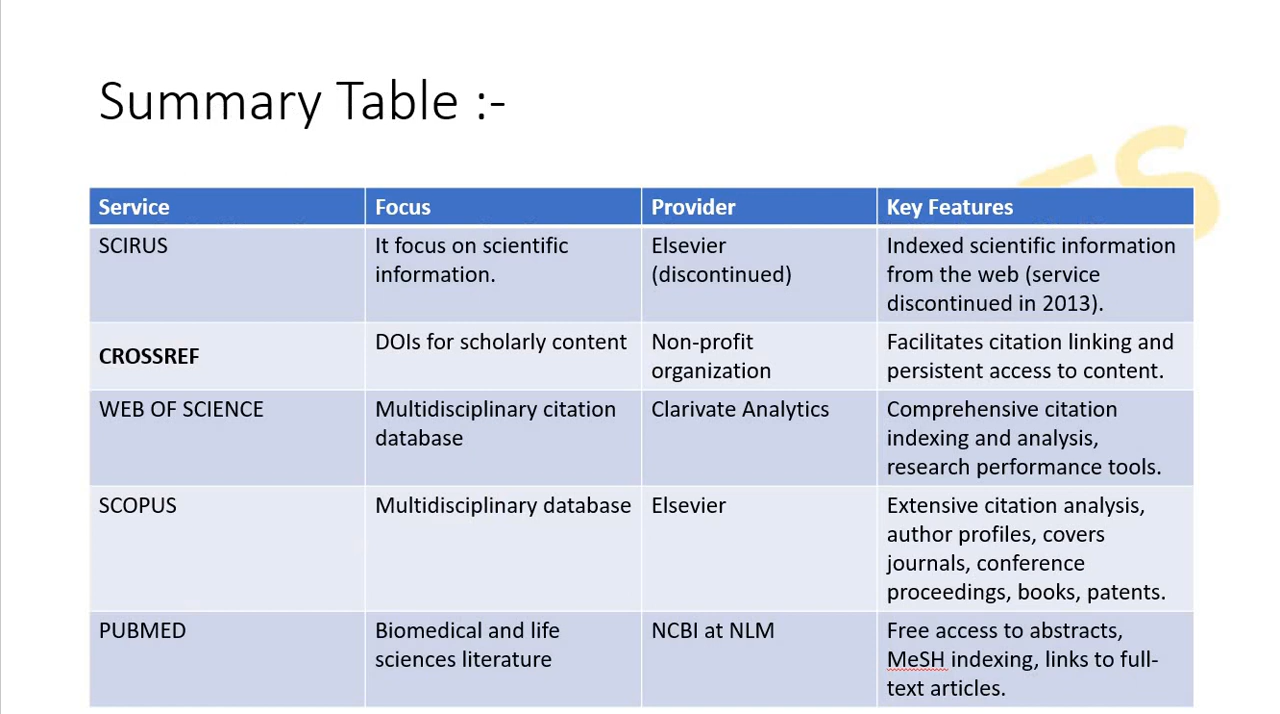 Summary Table :-
Service Focus Provider Key Features
SCIRUS It focus on scientific Elsevier Indexed scientific information
information. (discontinued) from the web (service
discontinued in 2013).
CROSSREF DOIs for scholarly content Non-profit Facilitates citation linking and
organization persistent access to content.
WEB OF SCIENCE Multidisciplinary citation Clarivate Analytics Comprehensive citation
database indexing and analysis,
research performance tools.
SCOPUS Multidisciplinary database Elsevier Extensive citation analysis,
author profiles, covers
journals, conference
proceedings, books, patents.
PUBMED Biomedical and life NCBI at NLM Free access to abstracts,
sciences literature MeSH indexing, links to full-
text articles.